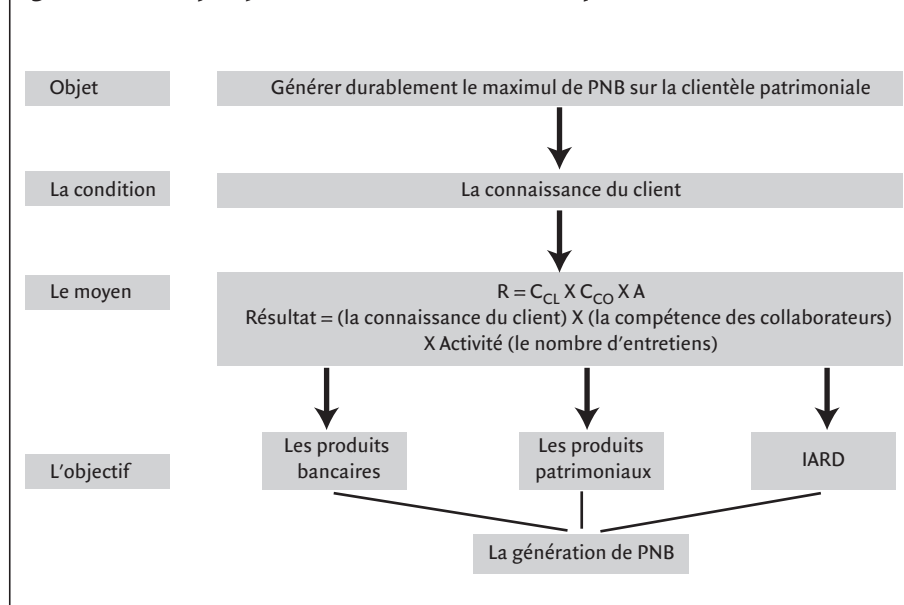 Objet
Générer durablement le maximul de PNB sur la clientèle patrimoniale
La condition
La connaissance du client
Le moyen
R = C_CL X C_CO X A
Résultat = (la connaissance du client) X (la compétence des collaborateurs)
X Activité (le nombre d'entretiens)
L'objectif
Les produits
bancaires
Les produits
patrimoniaux
IARD
La génération de PNB